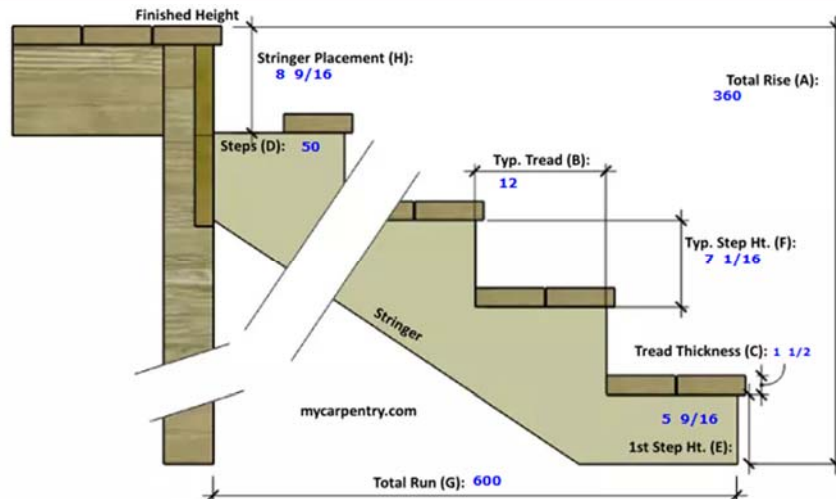 Finished Height
Stringer Placement (H):
8 9/16
Total Rise (A):
360
Steps (D): 50
Typ. Tread (B):
12
Typ. Step Ht. (F):
7 1/16
Stringer
Tread Thickness (C): 1 1/2
mycarpentry.com
5 9/16
1st Step Ht. (E):
Total Run (G): 600